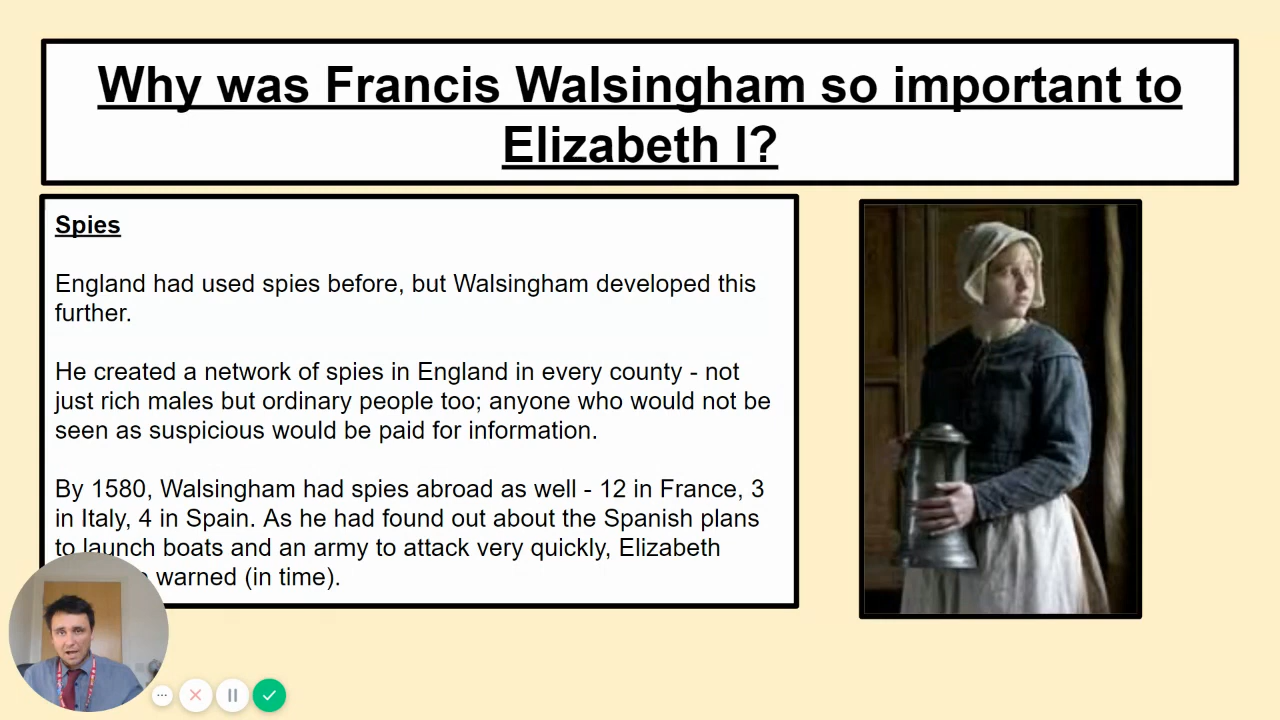 Why was Francis Walsingham so important to
Elizabeth I?
Spies
England had used spies before, but Walsingham developed this
further.
He created a network of spies in England in every county - not
just rich males but ordinary people too; anyone who would not be
seen as suspicious would be paid for information.
By 1580, Walsingham had spies abroad as well - 12 in France, 3
in Italy, 4 in Spain. As he had found out about the Spanish plans
to launch boats and an army to attack very quickly, Elizabeth
warned (in time).